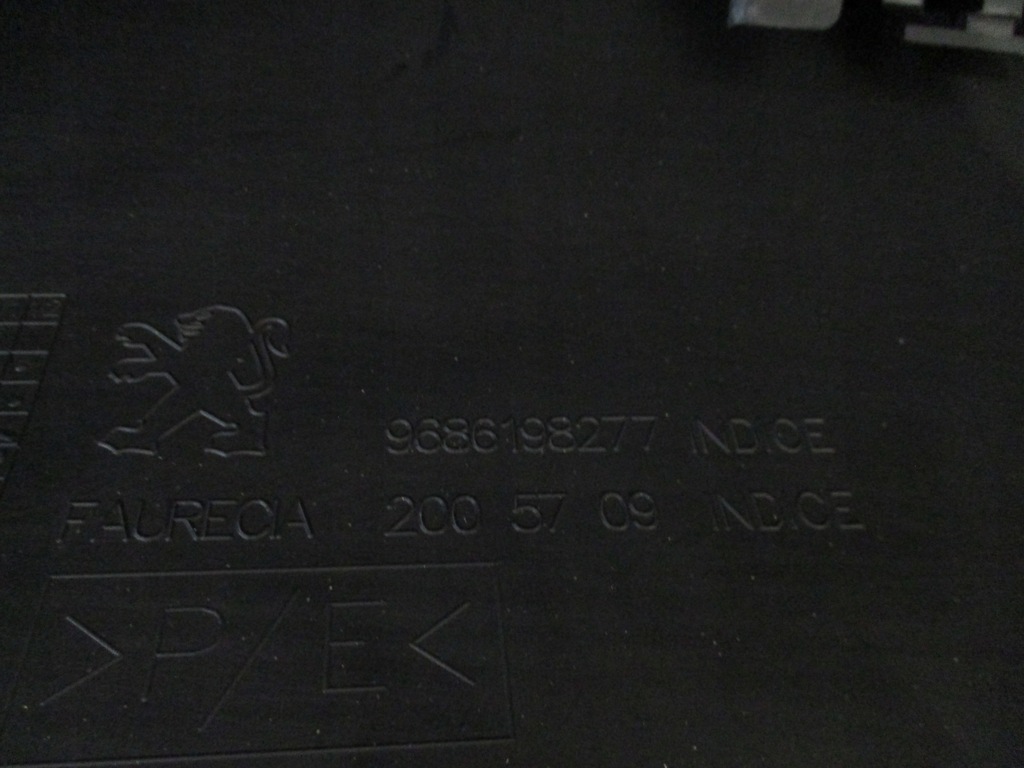 9686198277 INDICE
FAURECIA 200 57 09 INDICE
>P/E<